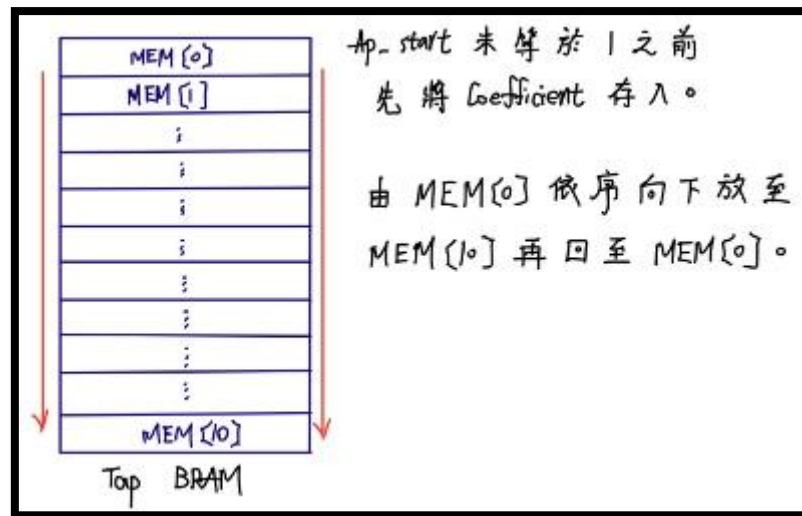 MEM[0]
MEM[1]
⋮
⋮
⋮
⋮
⋮
⋮
⋮
⋮
MEM[10]
Tap BRAM
Ap_start 未等於 1 之前
先將 Coefficient 存入。
由 MEM[0] 依序向下放至
MEM[10] 再回至 MEM[0]。